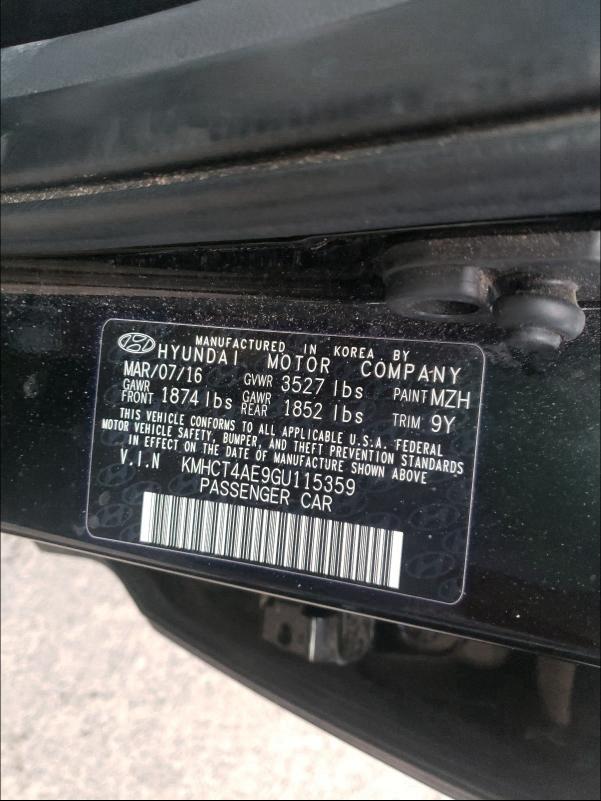 MANUFACTURED IN KOREA BY
HYUNDAI MOTOR COMPANY
MAR/07/16 GVWR 3527 lbs PAINT MZH
GAWR FRONT 1874 lbs GAWR REAR 1852 lbs TRIM 9Y
THIS VEHICLE CONFORMS TO ALL APPLICABLE U.S.A. FEDERAL
MOTOR VEHICLE SAFETY, BUMPER, AND THEFT PREVENTION STANDARDS
IN EFFECT ON THE DATE OF MANUFACTURE SHOWN ABOVE
V.I.N KMHCT4AE9GU115359
PASSENGER CAR